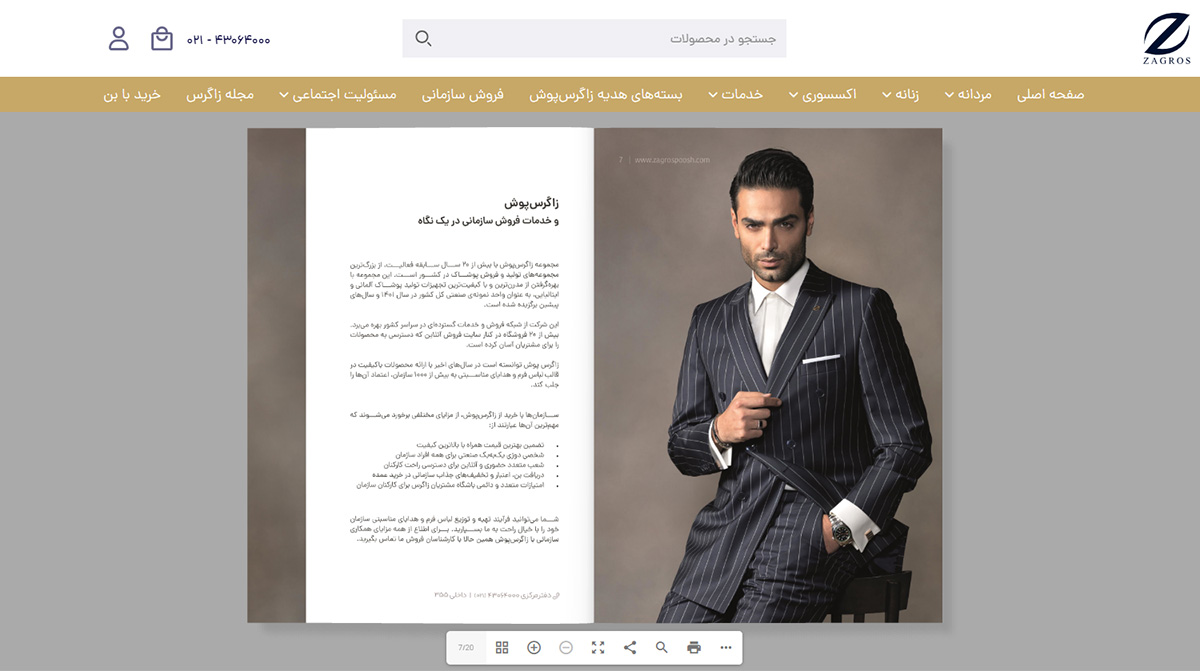 ۰۲۱ - ۴۳۰۶۴۰۰۰
جستجو در محصولات
ZAGROS
صفحه اصلی
مردانه
زنانه
اکسسوری
خدمات
بسته‌های هدیه زاگرس‌پوش
فروش سازمانی
مسئولیت اجتماعی
مجله زاگرس
خرید با بن
7 | www.zagrospoosh.com
زاگرس‌پوش
و خدمات فروش سازمانی در یک نگاه
مجموعه زاگرس‌پوش با بیش از ۲۰ سال سابقه فعالیت، از بزرگ‌ترین
مجموعه‌های تولید و فروش پوشاک در کشور است. این مجموعه با
بهره‌گرفتن از مدرن‌ترین و با کیفیت‌ترین تجهیزات تولید پوشاک آلمانی و
ایتالیایی، به عنوان واحد نمونه‌ی صنعتی کل کشور در سال ۱۴۰۱ و سال‌های
پیشین برگزیده شده است.
این شرکت از شبکه فروش و خدمات گسترده‌ای در سراسر کشور بهره می‌برد.
بیش از ۲۰ فروشگاه در کنار سایت فروش آنلاین که دسترسی به محصولات
را برای مشتریان آسان کرده است.
زاگرس پوش توانسته است در سال‌های اخیر با ارائه محصولات باکیفیت در
قالب لباس فرم و هدایای مناسبتی به بیش از ۱۰۰۰ سازمان، اعتماد آن‌ها را
جلب کند.
سازمان‌ها با خرید از زاگرس‌پوش، از مزایای مختلفی برخورد می‌شوند که
مهم‌ترین آن‌ها عبارتند از:
• تضمین بهترین قیمت همراه با بالاترین کیفیت
• شخصی دوزی یک‌به‌یک صنعتی برای همه افراد سازمان
• شعب متعدد حضوری و آنلاین برای دسترسی راحت کارکنان
• دریافت بن، اعتبار و تخفیف‌های جذاب سازمانی در خرید عمده
• امتیازات متعدد و دائمی باشگاه مشتریان زاگرس برای کارکنان سازمان
شما می‌توانید فرآیند تهیه و توزیع لباس فرم و هدایای مناسبتی سازمان
خود را با خیال راحت به ما بسپارید. برای اطلاع از همه مزایای همکاری
سازمانی با زاگرس‌پوش همین حالا با کارشناسان فروش ما تماس بگیرید.
دفترمرکزی ۴۳۰۶۴۰۰۰-۰۲۱ | داخلی ۳۵۵
7/20